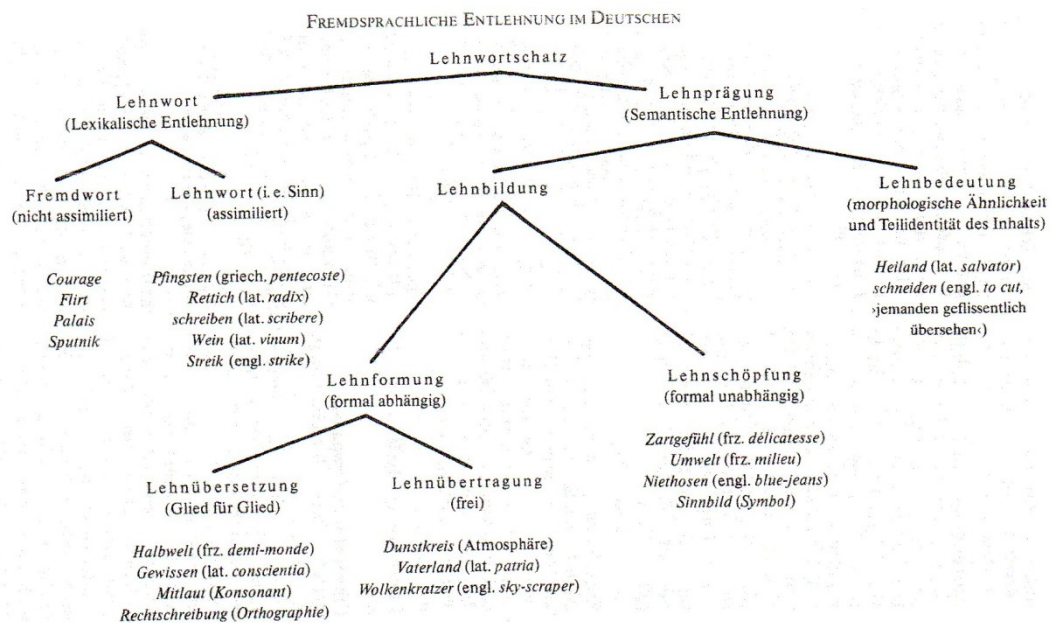 FREMDSPRACHLICHE ENTLEHNUNG IM DEUTSCHEN
Lehnwortschatz
Lehnwort
(Lexikalische Entlehnung)
Lehnprägung
(Semantische Entlehnung)
Fremdwort
(nicht assimiliert)
Lehnwort (i. e. Sinn)
(assimiliert)
Lehnbildung
Lehnbedeutung
(morphologische Ähnlichkeit
und Teilidentität des Inhalts)
Courage
Flirt
Palais
Sputnik
Pfingsten (griech. pentecoste)
Rettich (lat. radix)
schreiben (lat. scribere)
Wein (lat. vinum)
Streik (engl. strike)
Heiland (lat. salvator)
schneiden (engl. to cut,
›jemanden geflissentlich
übersehen‹)
Lehnformung
(formal abhängig)
Lehnschöpfung
(formal unabhängig)
Zartgefühl (frz. délicatesse)
Umwelt (frz. milieu)
Niethosen (engl. blue-jeans)
Sinnbild (Symbol)
Lehnübersetzung
(Glied für Glied)
Lehnübertragung
(frei)
Halbwelt (frz. demi-monde)
Gewissen (lat. conscientia)
Mitlaut (Konsonant)
Rechtschreibung (Orthographie)
Dunstkreis (Atmosphäre)
Vaterland (lat. patria)
Wolkenkratzer (engl. sky-scraper)